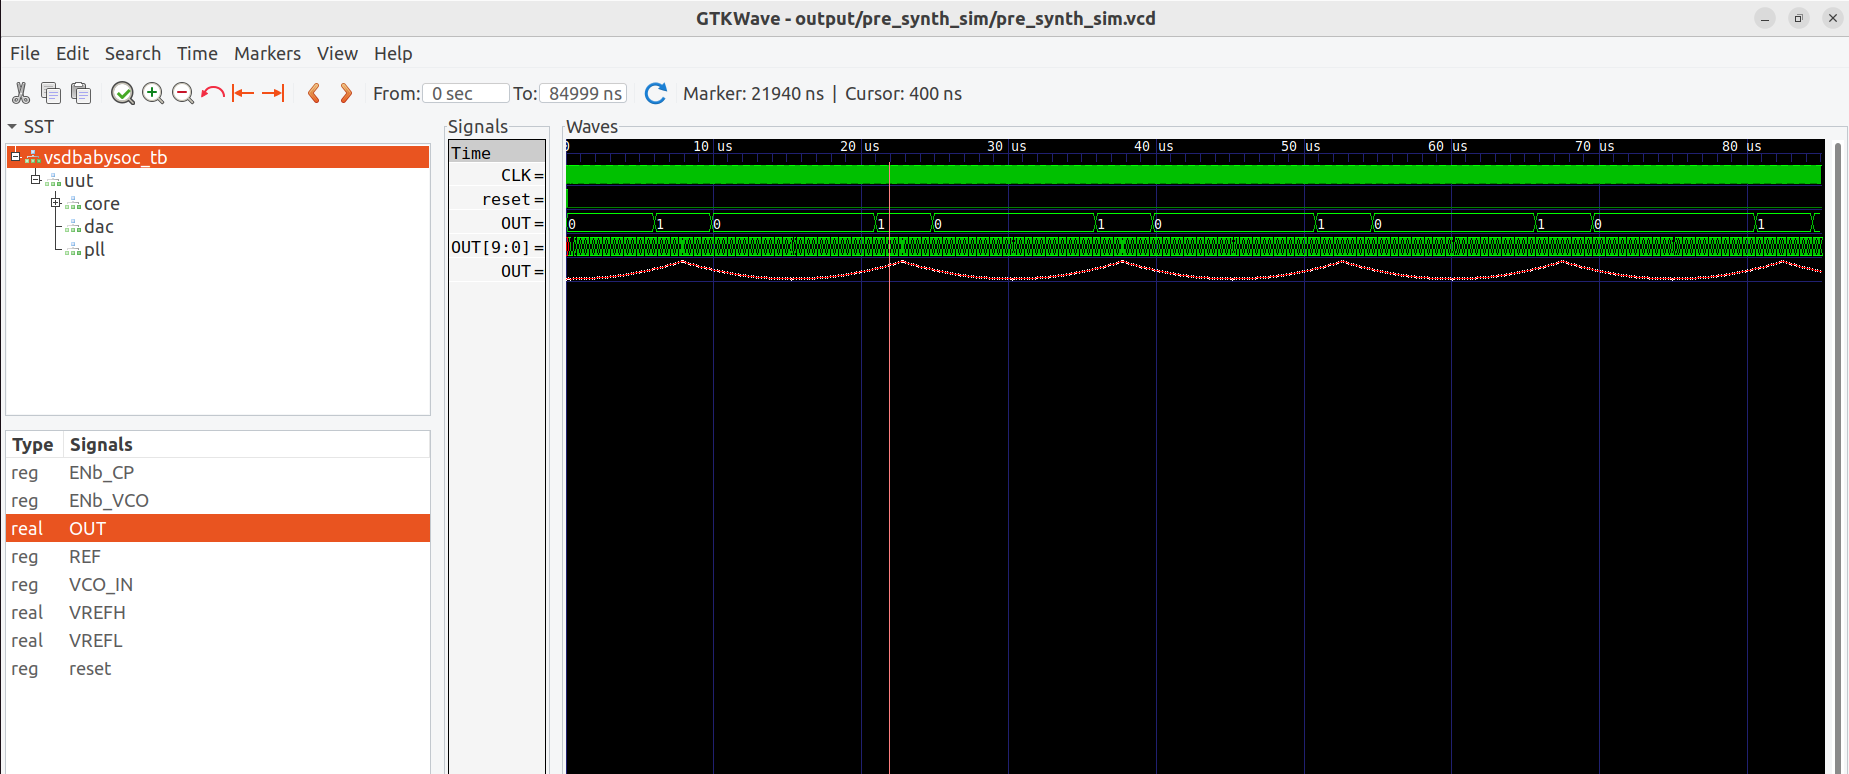 GTKWave - output/pre_synth_sim/pre_synth_sim.vcd
File Edit Search Time Markers View Help
From: 0 sec To: 84999 ns Marker: 21940 ns | Cursor: 400 ns
SST
vsdbabysoc_tb
uut
core
dac
pll
Type Signals
reg ENb_CP
reg ENb_VCO
real OUT
reg REF
reg VCO_IN
real VREFH
real VREFL
reg reset
Signals
Time
CLK=
reset=
OUT=
OUT[9:0]=
OUT=
Waves
0 10 us 20 us 30 us 40 us 50 us 60 us 70 us 80 us
0 1 0 1 0 1 0 1 0 1 0 1